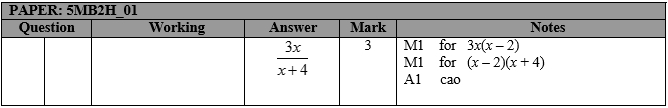 PAPER: 5MB2H_01
Question Working Answer Mark Notes
3x
x + 4
3
M1 for 3x(x – 2)
M1 for (x – 2)(x + 4)
A1 cao